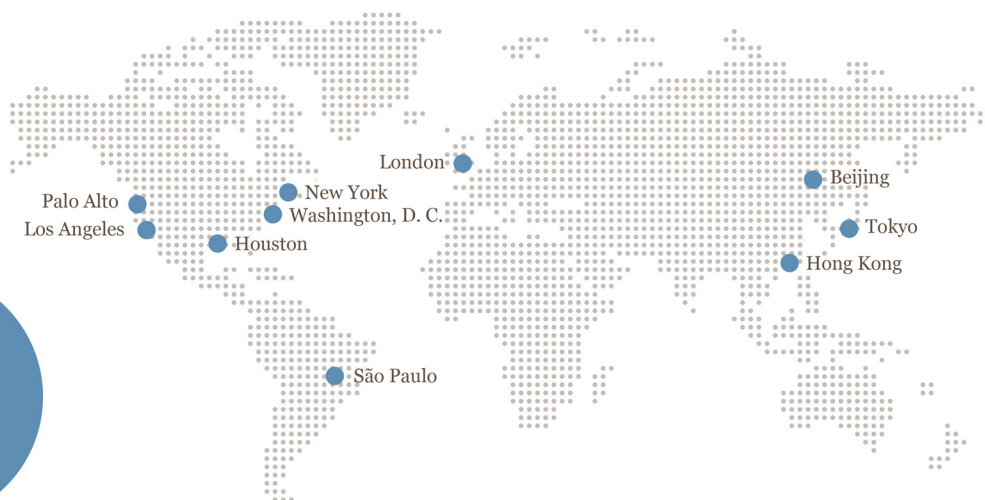 London
Beijing
New York
Palo Alto
Washington, D. C.
Los Angeles
Tokyo
Houston
Hong Kong
São Paulo